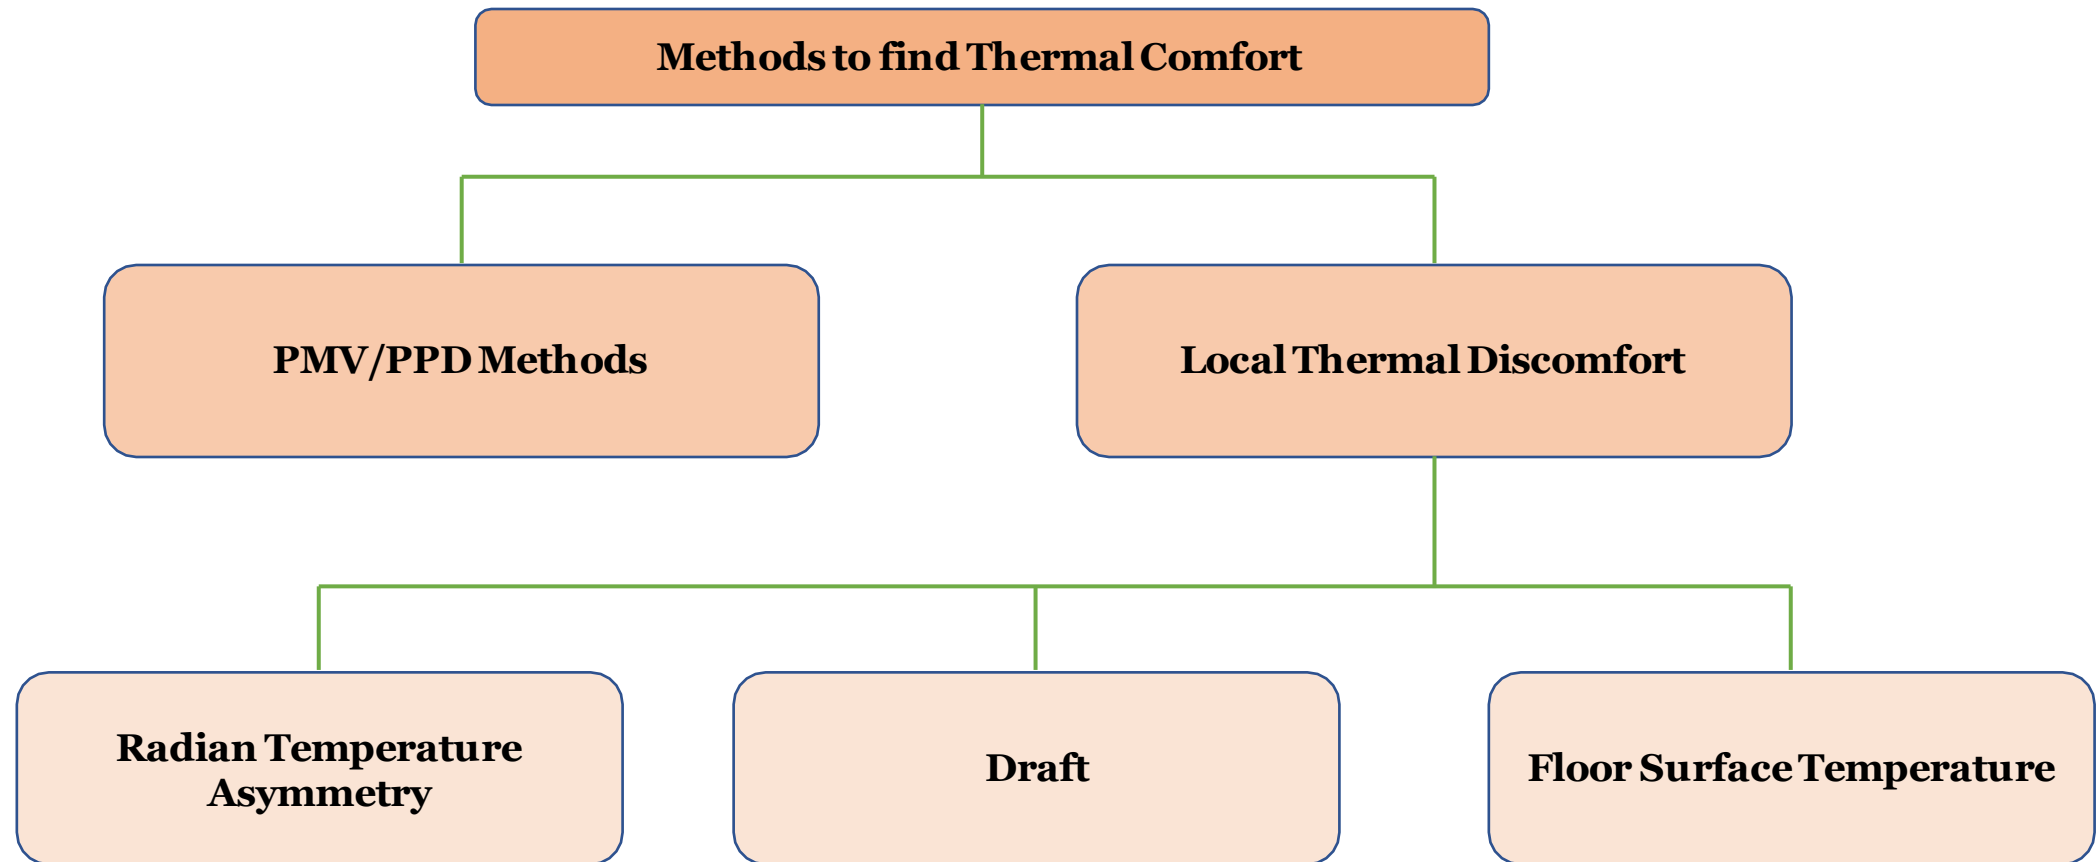 Methods to find Thermal Comfort
PMV/PPD Methods
Local Thermal Discomfort
Radian Temperature
Asymmetry
Draft
Floor Surface Temperature